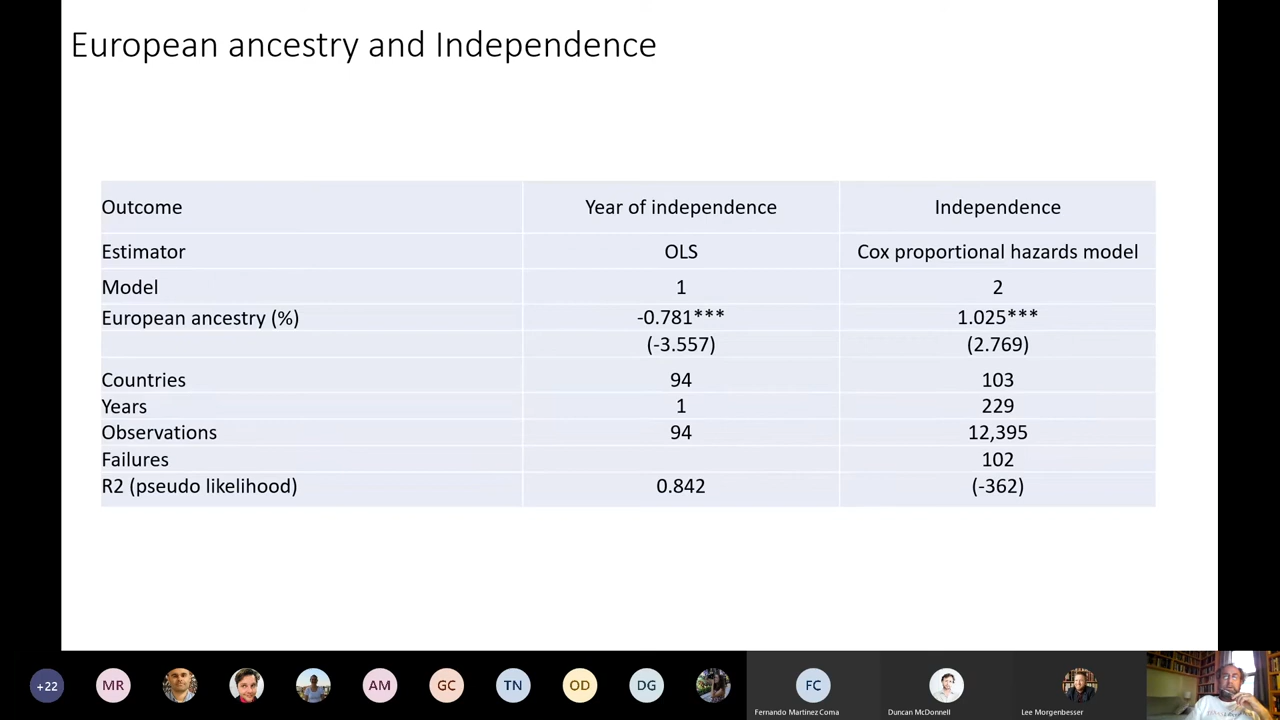 European ancestry and Independence
Outcome Year of independence Independence
Estimator OLS Cox proportional hazards model
Model 1 2
European ancestry (%) -0.781*** 1.025***
(-3.557) (2.769)
Countries 94 103
Years 1 229
Observations 94 12,395
Failures 102
R2 (pseudo likelihood) 0.842 (-362)
+22 MR AM GC TN OD DG FC
Fernando Martinez Coma Duncan McDonnell Lee Morgenbesser